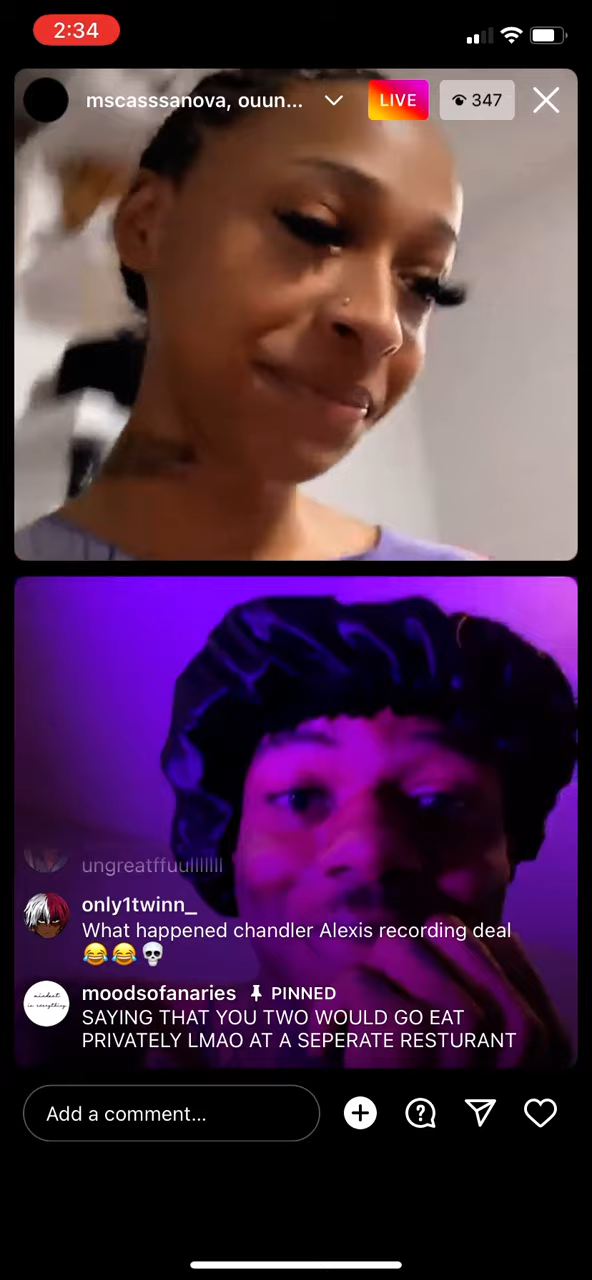 2:34
mscasssanova, ouun...
LIVE
347
ungreatffuulllllll
only1twinn_
What happened chandler Alexis recording deal
😂😂💀
moodsofanaries PINNED
SAYING THAT YOU TWO WOULD GO EAT
PRIVATELY LMAO AT A SEPERATE RESTURANT
Add a comment...